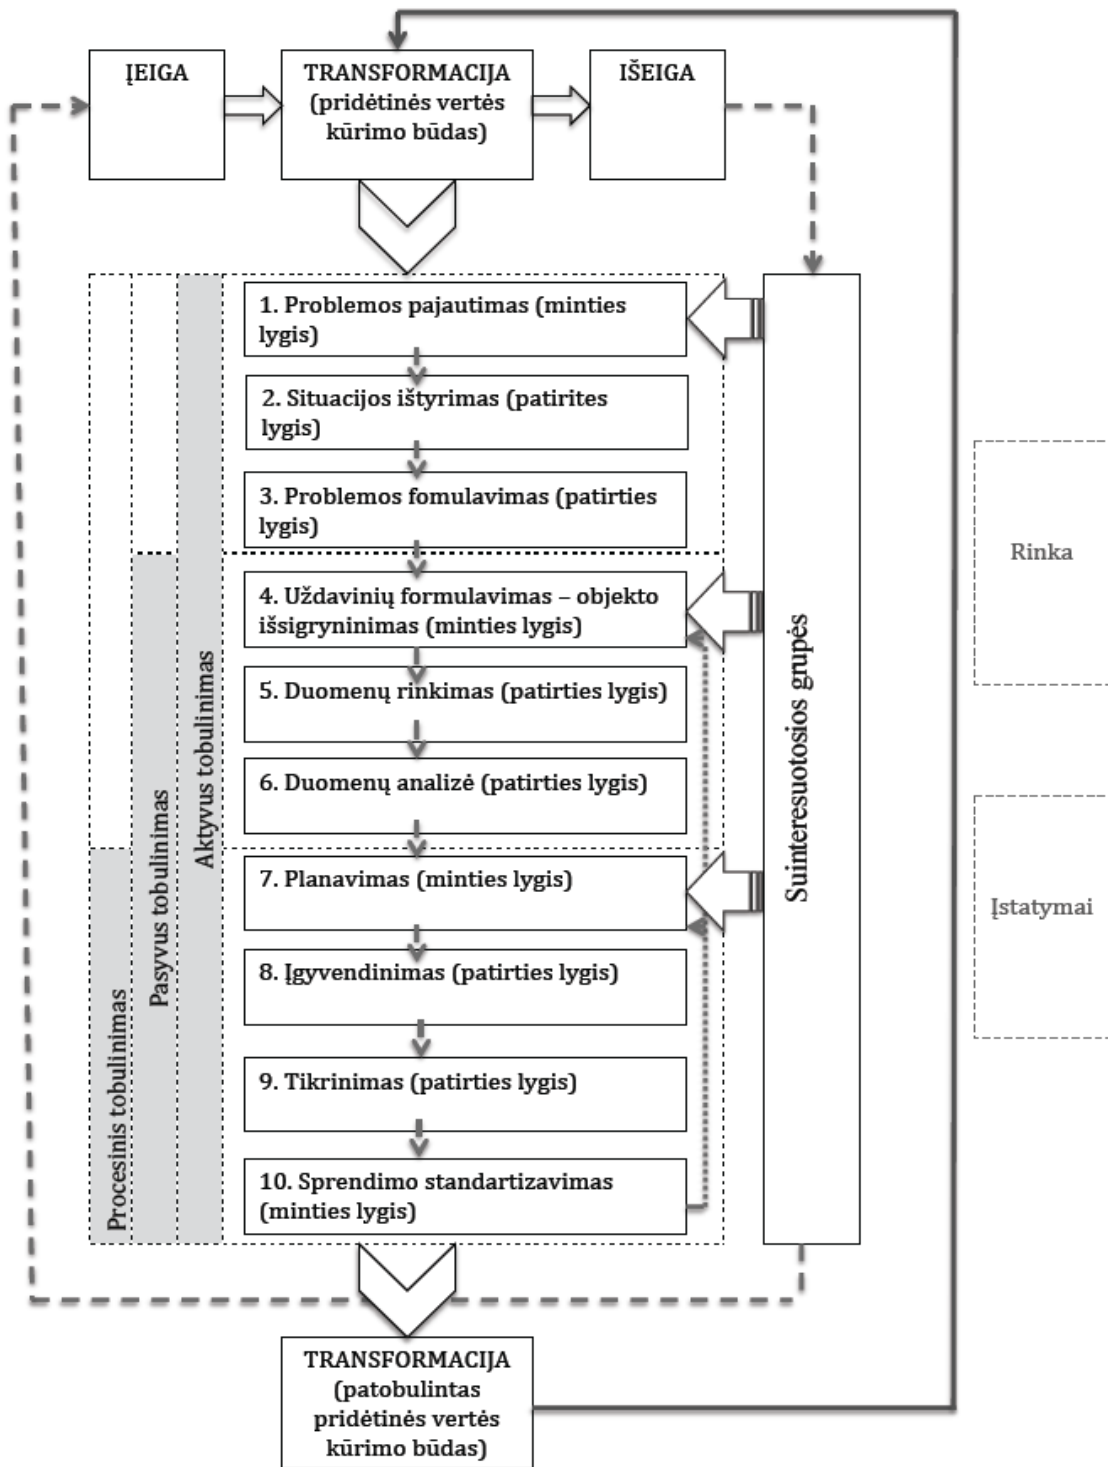 ĮEIGA
TRANSFORMACIJA
(pridėtinės vertės
kūrimo būdas)
IŠEIGA
1. Problemos pajautimas (minties
lygis)
2. Situacijos ištyrimas (patirites
lygis)
3. Problemos fomulavimas (patirties
lygis)
4. Uždavinių formulavimas – objekto
išsigryninimas (minties lygis)
5. Duomenų rinkimas (patirties lygis)
6. Duomenų analizė (patirties lygis)
7. Planavimas (minties lygis)
8. Įgyvendinimas (patirties lygis)
9. Tikrinimas (patirties lygis)
10. Sprendimo standartizavimas
(minties lygis)
Procesinis tobulinimas
Pasyvus tobulinimas
Aktyvus tobulinimas
Suinteresuotosios grupės
Rinka
Įstatymai
TRANSFORMACIJA
(patobulintas
pridėtinės vertės
kūrimo būdas)